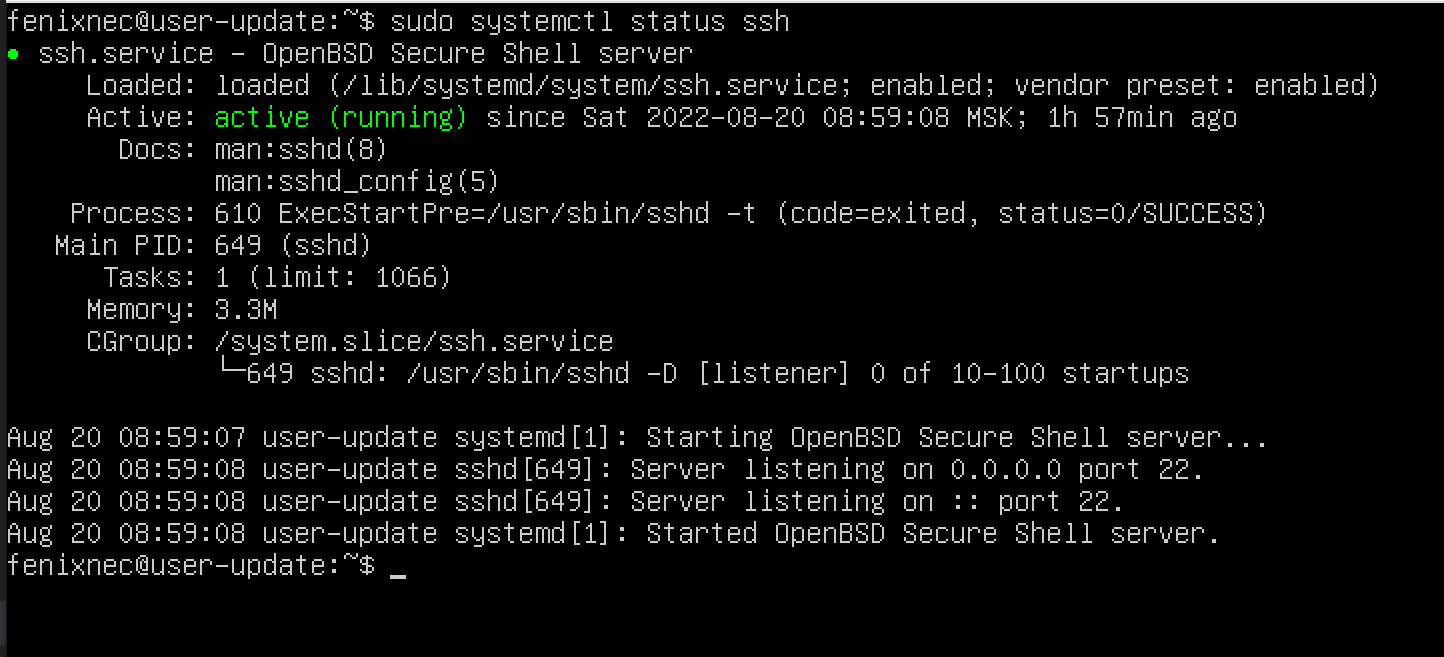 fenixnec@user-update:~$ sudo systemctl status ssh
● ssh.service - OpenBSD Secure Shell server
     Loaded: loaded (/lib/systemd/system/ssh.service; enabled; vendor preset: enabled)
     Active: active (running) since Sat 2022-08-20 08:59:08 MSK; 1h 57min ago
       Docs: man:sshd(8)
             man:sshd_config(5)
    Process: 610 ExecStartPre=/usr/sbin/sshd -t (code=exited, status=0/SUCCESS)
   Main PID: 649 (sshd)
      Tasks: 1 (limit: 1066)
     Memory: 3.3M
     CGroup: /system.slice/ssh.service
             └─649 sshd: /usr/sbin/sshd -D [listener] 0 of 10-100 startups

Aug 20 08:59:07 user-update systemd[1]: Starting OpenBSD Secure Shell server...
Aug 20 08:59:08 user-update sshd[649]: Server listening on 0.0.0.0 port 22.
Aug 20 08:59:08 user-update sshd[649]: Server listening on :: port 22.
Aug 20 08:59:08 user-update systemd[1]: Started OpenBSD Secure Shell server.
fenixnec@user-update:~$ _